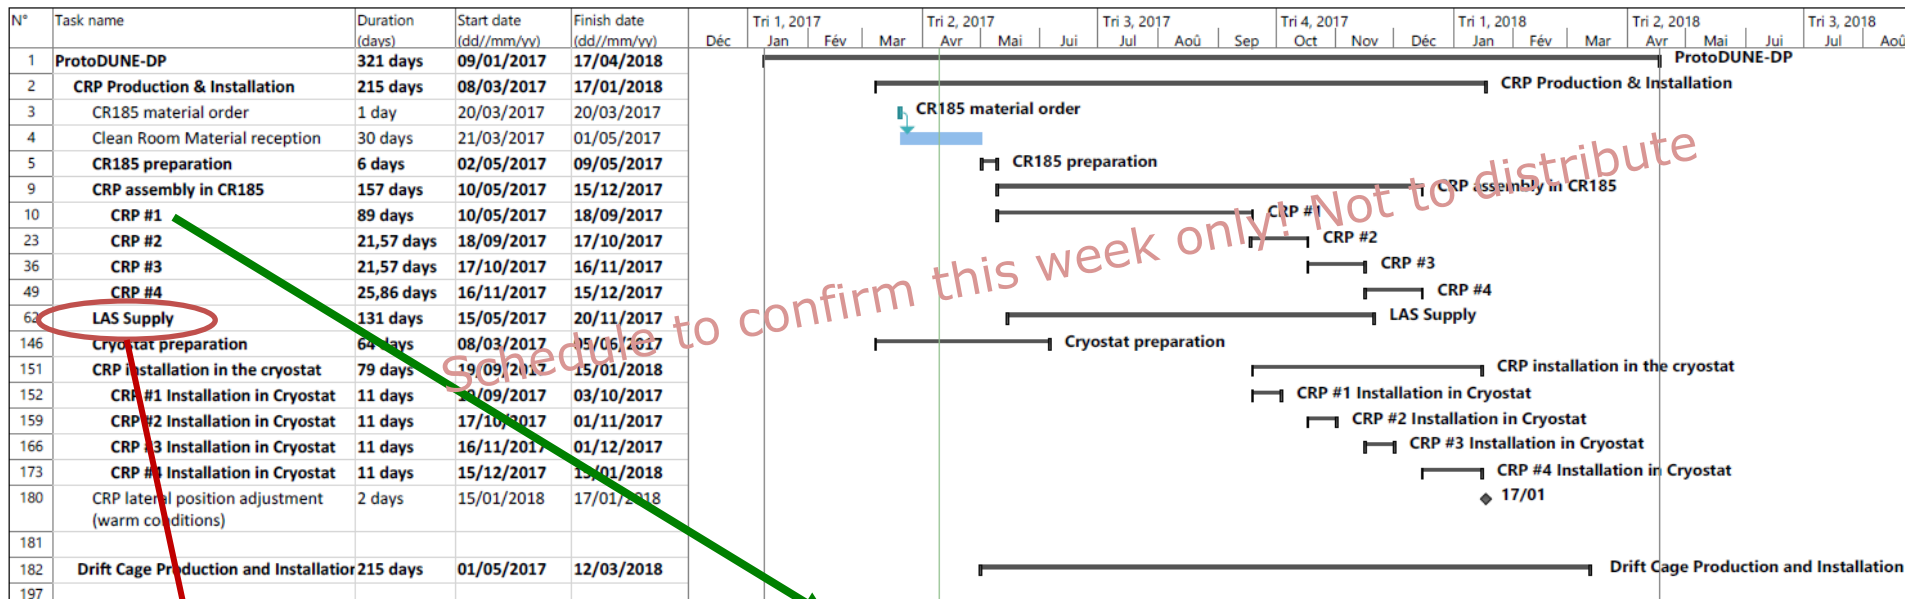 N° Task name Duration Start date Finish date Tri 1, 2017 Tri 2, 2017 Tri 3, 2017 Tri 4, 2017 Tri 1, 2018 Tri 2, 2018 Tri 3, 2018
(days) (dd//mm/yy) (dd//mm/yy) Déc Jan Fév Mar Avr Mai Jui Jul Aoû Sep Oct Nov Déc Jan Fév Mar Avr Mai Jui Jul Aoû
1 ProtoDUNE-DP 321 days 09/01/2017 17/04/2018 ProtoDUNE-DP
2 CRP Production & Installation 215 days 08/03/2017 17/01/2018 CRP Production & Installation
3 CR185 material order 1 day 20/03/2017 20/03/2017 CR185 material order
4 Clean Room Material reception 30 days 21/03/2017 01/05/2017
5 CR185 preparation 6 days 02/05/2017 09/05/2017 CR185 preparation
9 CRP assembly in CR185 157 days 10/05/2017 15/12/2017 CRP assembly in CR185
10 CRP #1 89 days 10/05/2017 18/09/2017 CRP #1
23 CRP #2 21,57 days 18/09/2017 17/10/2017 CRP #2
36 CRP #3 21,57 days 17/10/2017 16/11/2017 CRP #3
49 CRP #4 25,86 days 16/11/2017 15/12/2017 CRP #4
62 LAS Supply 131 days 15/05/2017 20/11/2017 LAS Supply
146 Cryostat preparation 64 days 08/03/2017 05/06/2017 Cryostat preparation
151 CRP installation in the cryostat 79 days 19/09/2017 15/01/2018 CRP installation in the cryostat
152 CRP #1 Installation in Cryostat 11 days 19/09/2017 03/10/2017 CRP #1 Installation in Cryostat
159 CRP #2 Installation in Cryostat 11 days 17/10/2017 01/11/2017 CRP #2 Installation in Cryostat
166 CRP #3 Installation in Cryostat 11 days 16/11/2017 01/12/2017 CRP #3 Installation in Cryostat
173 CRP #4 Installation in Cryostat 11 days 15/12/2017 15/01/2018 CRP #4 Installation in Cryostat
180 CRP lateral position adjustment 2 days 15/01/2018 17/01/2018 17/01
(warm conditions)
181
182 Drift Cage Production and Installation 215 days 01/05/2017 12/03/2018 Drift Cage Production and Installation
197
Schedule to confirm this week only! Not to distribute